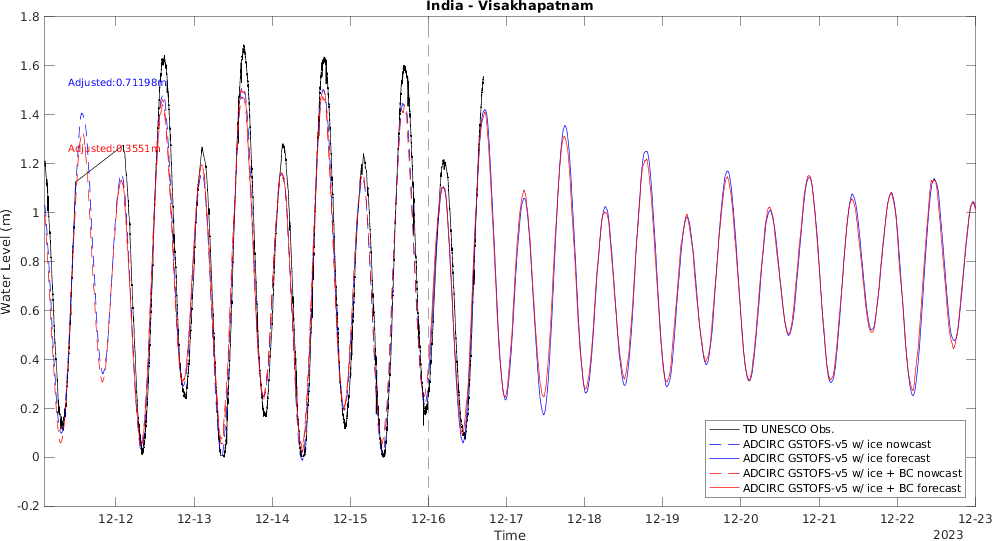 India - Visakhapatnam
1.8
1.6
1.4
1.2
1
0.8
0.6
0.4
0.2
0
-0.2
Water Level (m)
Adjusted:0.71198m
Adjusted:0.3551m
TD UNESCO Obs.
ADCIRC GSTOFS-v5 w/ ice nowcast
ADCIRC GSTOFS-v5 w/ ice forecast
ADCIRC GSTOFS-v5 w/ ice + BC nowcast
ADCIRC GSTOFS-v5 w/ ice + BC forecast
12-12 12-13 12-14 12-15 12-16 12-17 12-18 12-19 12-20 12-21 12-22 12-23
Time
2023